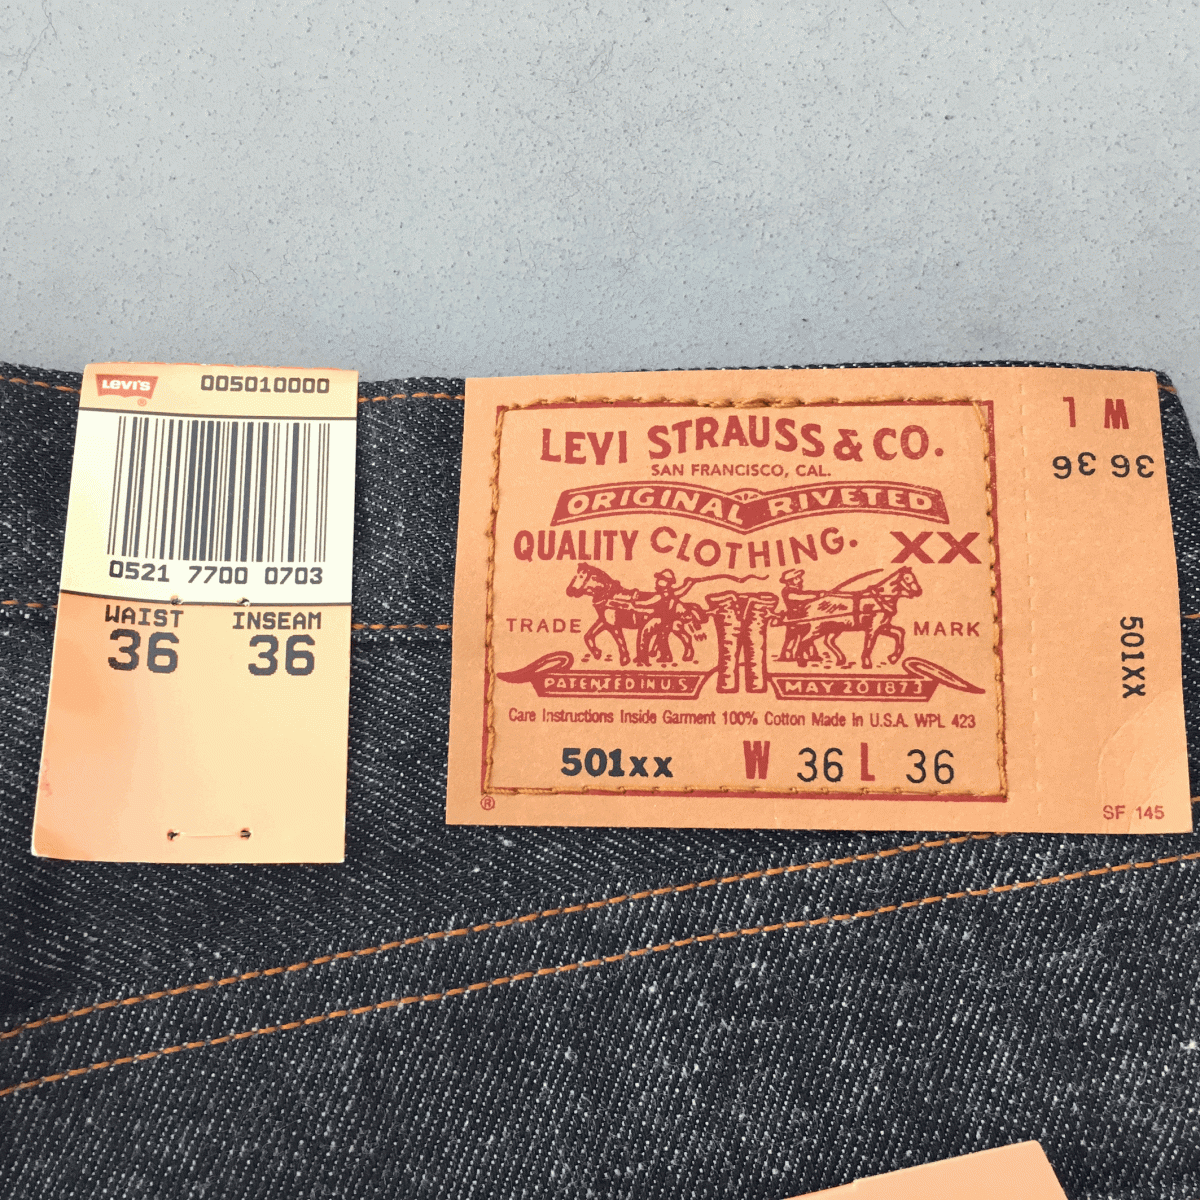 LEVI'S
®
005010000
0521 7700 0703
WAIST INSEAM
36 36
LEVI STRAUSS & CO.
SAN FRANCISCO, CAL.
ORIGINAL RIVETED
QUALITY CLOTHING. XX
TRADE MARK
PATENTED IN U.S. MAY 20 1873
Care Instructions Inside Garment 100% Cotton Made in U.S.A. WPL 423
501xx W 36 L 36
®
W L
36 36
501XX
SF 145